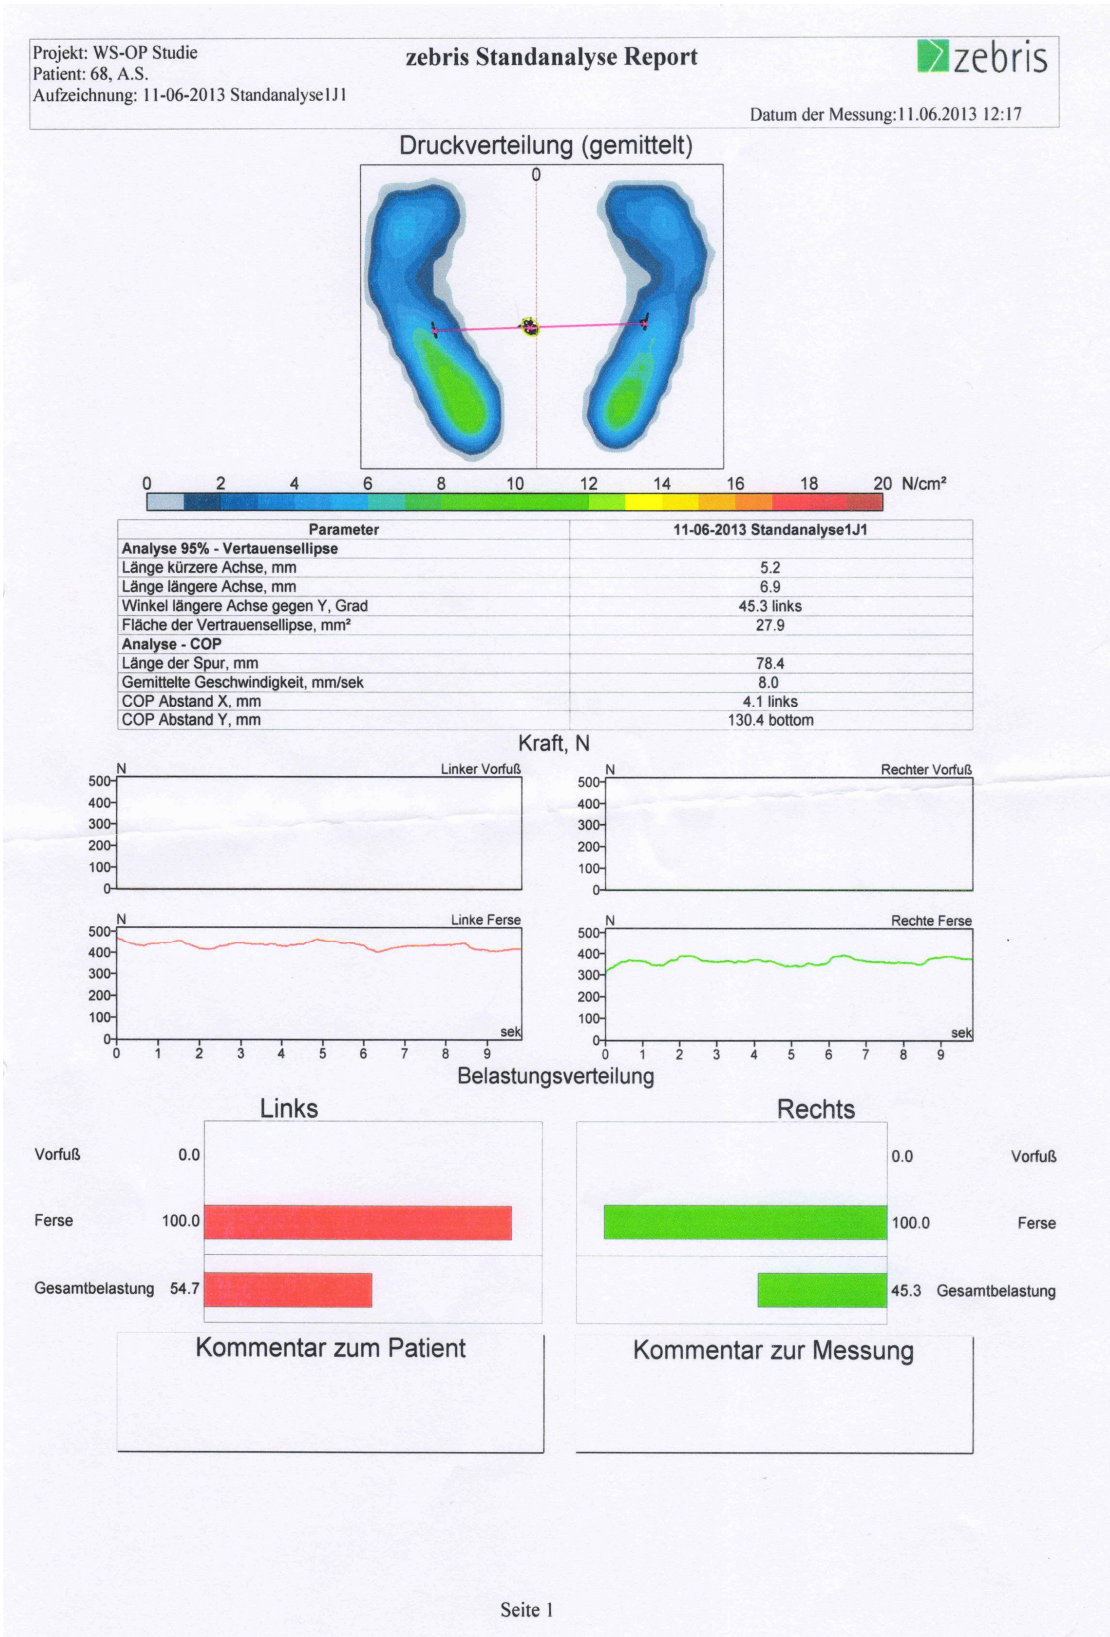 Projekt: WS-OP Studie
Patient: 68, A.S.
Aufzeichnung: 11-06-2013 Standanalyse1J1
zebris Standanalyse Report
zebris
Datum der Messung:11.06.2013 12:17
Druckverteilung (gemittelt)
0
0 2 4 6 8 10 12 14 16 18 20 N/cm²
Parameter 11-06-2013 Standanalyse1J1
Analyse 95% - Vertauensellipse
Länge kürzere Achse, mm 5.2
Länge längere Achse, mm 6.9
Winkel längere Achse gegen Y, Grad 45.3 links
Fläche der Vertrauensellipse, mm² 27.9
Analyse - COP
Länge der Spur, mm 78.4
Gemittelte Geschwindigkeit, mm/sek 8.0
COP Abstand X, mm 4.1 links
COP Abstand Y, mm 130.4 bottom
Kraft, N
N Linker Vorfuß
500
400
300
200
100
0
N Rechter Vorfuß
500
400
300
200
100
0
N Linke Ferse
500
400
300
200
100
0
sek
0 1 2 3 4 5 6 7 8 9
N Rechte Ferse
500
400
300
200
100
0
sek
0 1 2 3 4 5 6 7 8 9
Belastungsverteilung
Links Rechts
Vorfuß 0.0 0.0 Vorfuß
Ferse 100.0 100.0 Ferse
Gesamtbelastung 54.7 45.3 Gesamtbelastung
Kommentar zum Patient Kommentar zur Messung
Seite 1